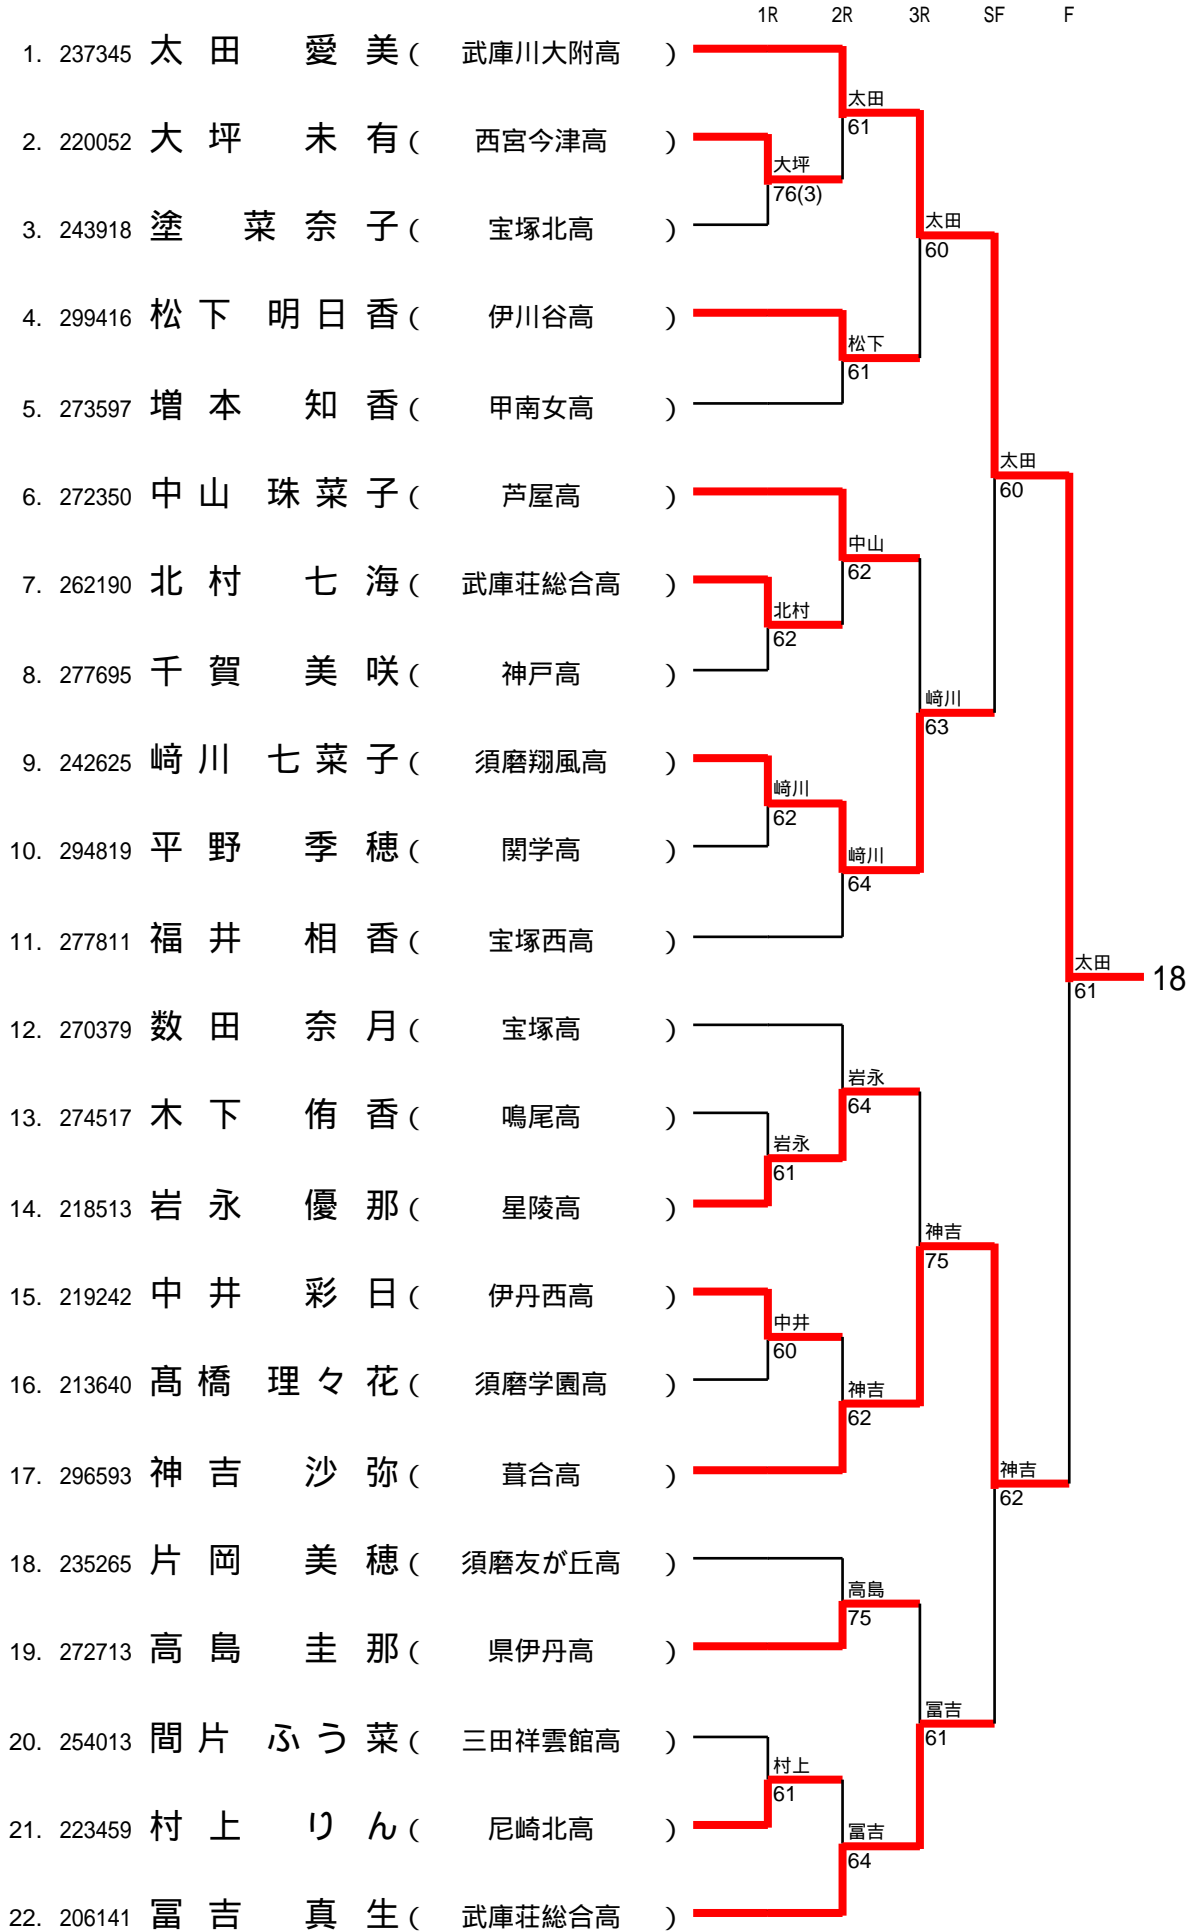 1R 2R 3R SF F
1. 237345 太田 愛美 ( 武庫川大附高 )
太田
61
2. 220052 大坪 未有 ( 西宮今津高 )
大坪
76(3)
3. 243918 塗 菜奈子 ( 宝塚北高 )
太田
60
4. 299416 松下 明日香 ( 伊川谷高 )
松下
61
5. 273597 増本 知香 ( 甲南女高 )
太田
60
6. 272350 中山 珠菜子 ( 芦屋高 )
中山
62
7. 262190 北村 七海 ( 武庫荘総合高 )
北村
62
8. 277695 千賀 美咲 ( 神戸高 )
﨑川
63
9. 242625 﨑川 七菜子 ( 須磨翔風高 )
﨑川
62
10. 294819 平野 季穂 ( 関学高 )
﨑川
64
11. 277811 福井 相香 ( 宝塚西高 )
太田
61
18
12. 270379 数田 奈月 ( 宝塚高 )
岩永
64
13. 274517 木下 侑香 ( 鳴尾高 )
岩永
61
14. 218513 岩永 優那 ( 星陵高 )
神吉
75
15. 219242 中井 彩日 ( 伊丹西高 )
中井
60
16. 213640 髙橋 理々花 ( 須磨学園高 )
神吉
62
17. 296593 神吉 沙弥 ( 葺合高 )
神吉
62
18. 235265 片岡 美穂 ( 須磨友が丘高 )
高島
75
19. 272713 高島 圭那 ( 県伊丹高 )
冨吉
61
20. 254013 間片 ふう菜 ( 三田祥雲館高 )
村上
61
21. 223459 村上 りん ( 尼崎北高 )
冨吉
64
22. 206141 冨吉 真生 ( 武庫荘総合高 )